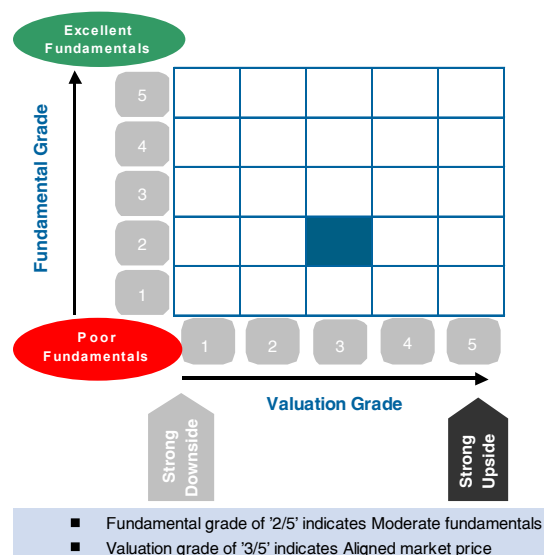 Excellent
Fundamentals
Fundamental Grade
5
4
3
2
1
Poor
Fundamentals
1
2
3
4
5
Valuation Grade
Strong
Downside
Strong
Upside
■ Fundamental grade of '2/5' indicates Moderate fundamentals
■ Valuation grade of '3/5' indicates Aligned market price